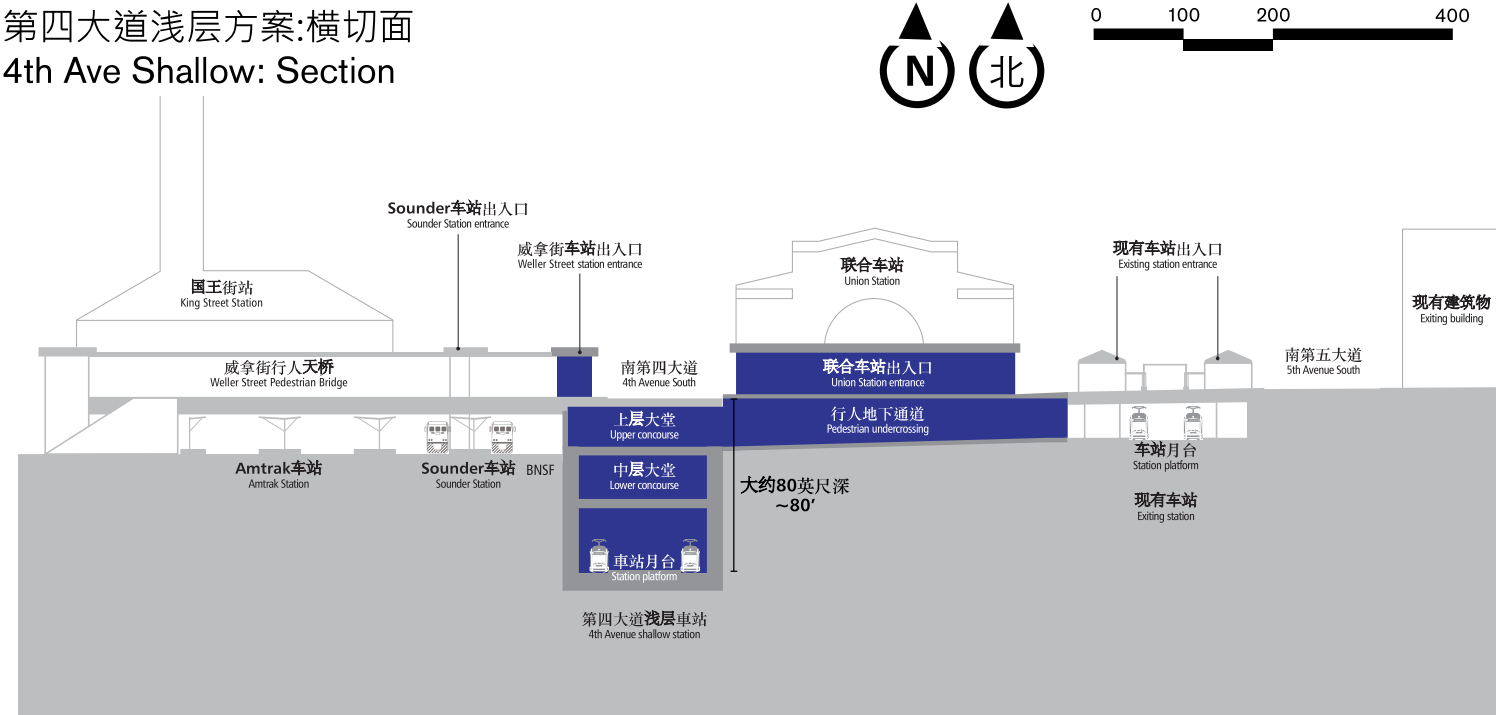 第四大道浅层方案:横切面
4th Ave Shallow: Section
N
北
0 100 200 400
Sounder车站出入口
Sounder Station entrance
威拿街车站出入口
Weller Street station entrance
联合车站
Union Station
现有车站出入口
Existing station entrance
国王街站
King Street Station
现有建筑物
Exiting building
威拿街行人天桥
Weller Street Pedestrian Bridge
南第四大道
4th Avenue South
联合车站出入口
Union Station entrance
南第五大道
5th Avenue South
上层大堂
Upper concourse
行人地下通道
Pedestrian undercrossing
车站月台
Station platform
Amtrak车站
Amtrak Station
Sounder车站
Sounder Station
BNSF
中层大堂
Lower concourse
大约80英尺深
~80’
现有车站
Exiting station
車站月台
Station platform
第四大道浅层車站
4th Avenue shallow station